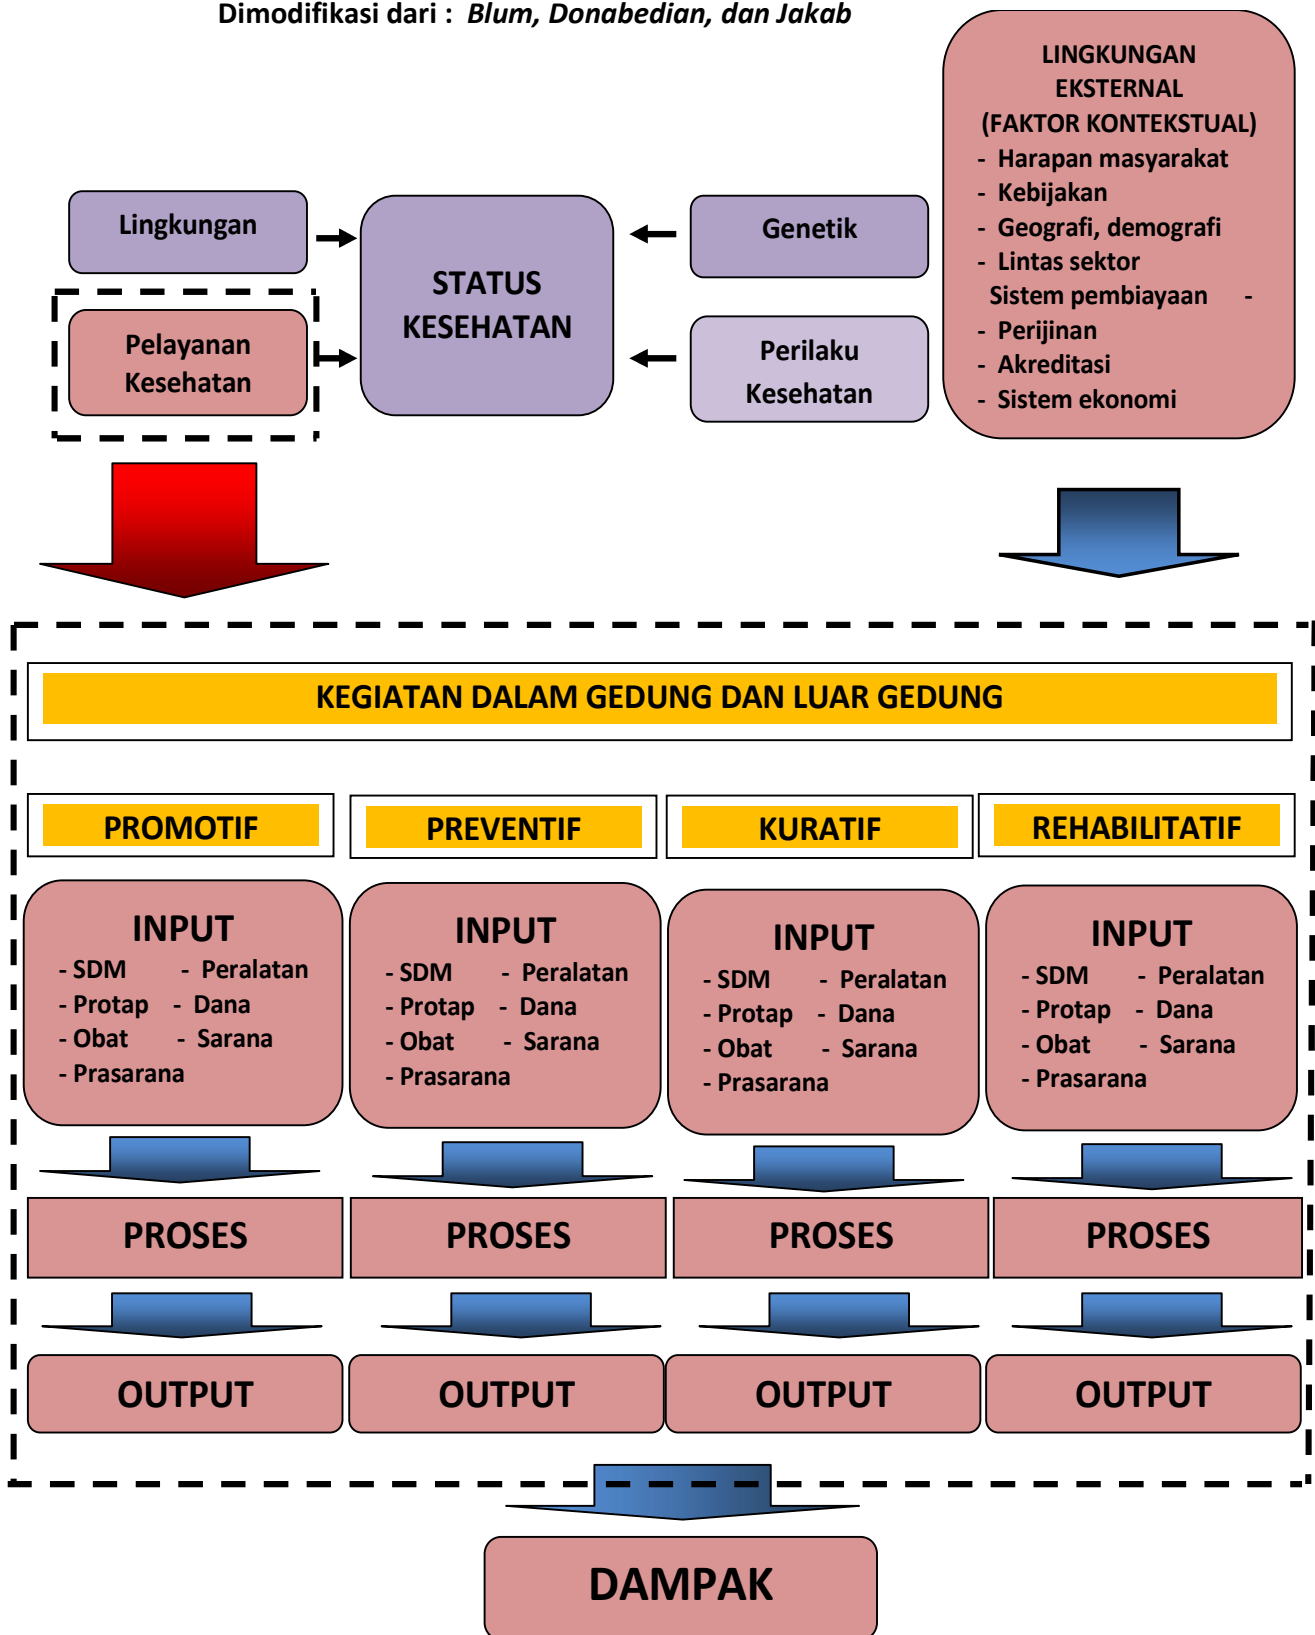 Dimodifikasi dari : Blum, Donabedian, dan Jakab
LINGKUNGAN
EKSTERNAL
(FAKTOR KONTEKSTUAL)
- Harapan masyarakat
- Kebijakan
- Geografi, demografi
- Lintas sektor
Sistem pembiayaan -
- Perijinan
- Akreditasi
- Sistem ekonomi
Lingkungan
Pelayanan
Kesehatan
STATUS
KESEHATAN
Genetik
Perilaku
Kesehatan
KEGIATAN DALAM GEDUNG DAN LUAR GEDUNG
PROMOTIF
PREVENTIF
KURATIF
REHABILITATIF
INPUT
- SDM - Peralatan
- Protap - Dana
- Obat - Sarana
- Prasarana
INPUT
- SDM - Peralatan
- Protap - Dana
- Obat - Sarana
- Prasarana
INPUT
- SDM - Peralatan
- Protap - Dana
- Obat - Sarana
- Prasarana
INPUT
- SDM - Peralatan
- Protap - Dana
- Obat - Sarana
- Prasarana
PROSES
PROSES
PROSES
PROSES
OUTPUT
OUTPUT
OUTPUT
OUTPUT
DAMPAK